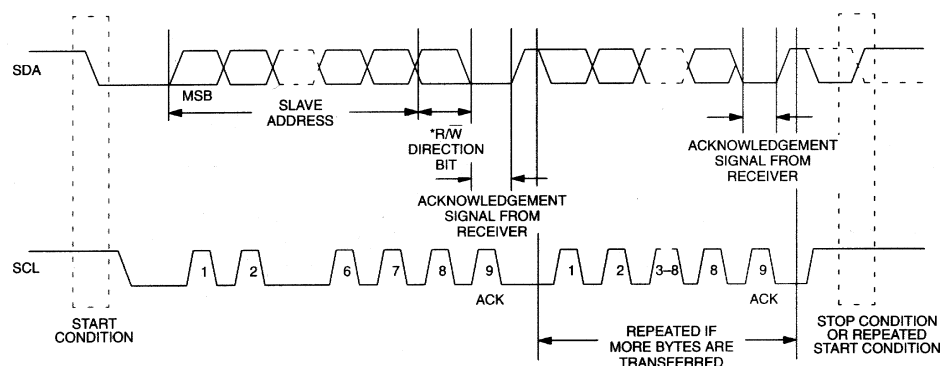 SDA
MSB
SLAVE
ADDRESS
*R/W̅
DIRECTION
BIT
ACKNOWLEDGEMENT
SIGNAL FROM
RECEIVER
ACKNOWLEDGEMENT
SIGNAL FROM
RECEIVER
SCL
1 2 6 7 8 9 1 2 3–8 8 9
ACK
ACK
START
CONDITION
REPEATED IF
MORE BYTES ARE
TRANSFERRED
STOP CONDITION
OR REPEATED
START CONDITION